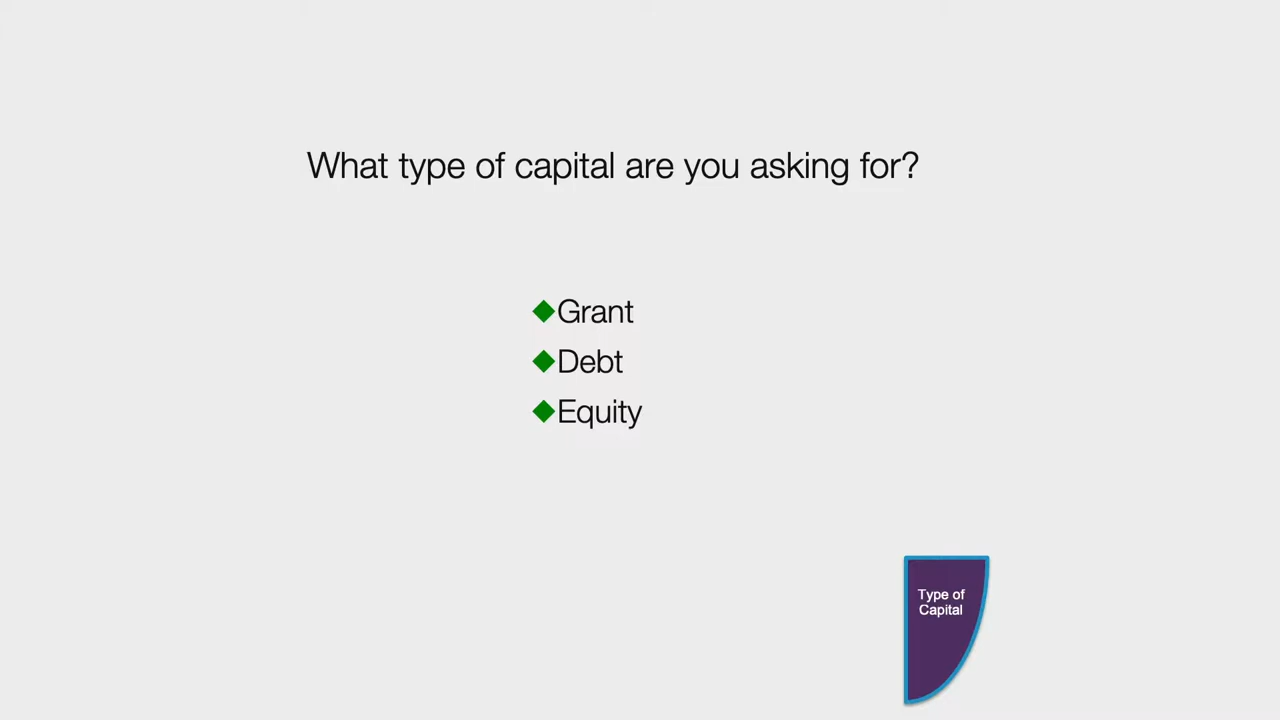 What type of capital are you asking for?
Grant
Debt
Equity
Type of
Capital